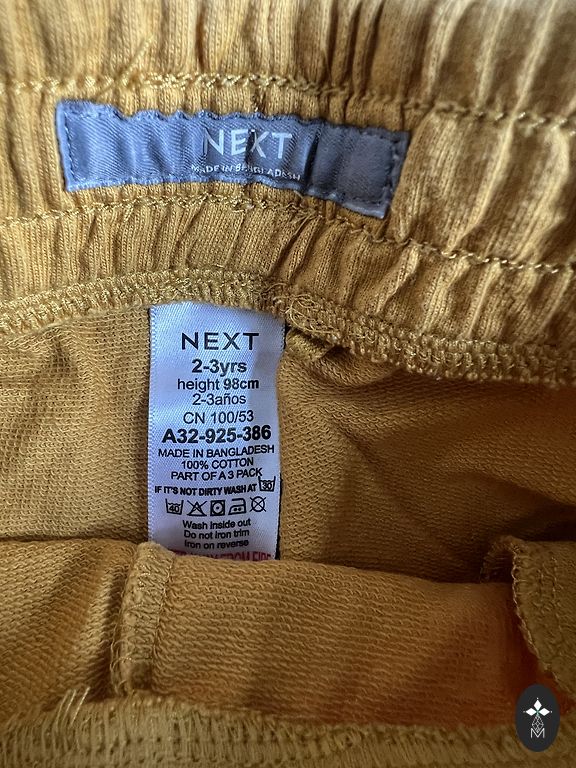 NEXT
MADE IN BANGLADESH
NEXT
2-3yrs
height 98cm
2-3años
CN 100/53
A32-925-386
MADE IN BANGLADESH
100% COTTON
PART OF A 3 PACK
IF IT'S NOT DIRTY WASH AT 30
40
Wash inside out
Do not iron trim
Iron on reverse
FROM FIRE
M